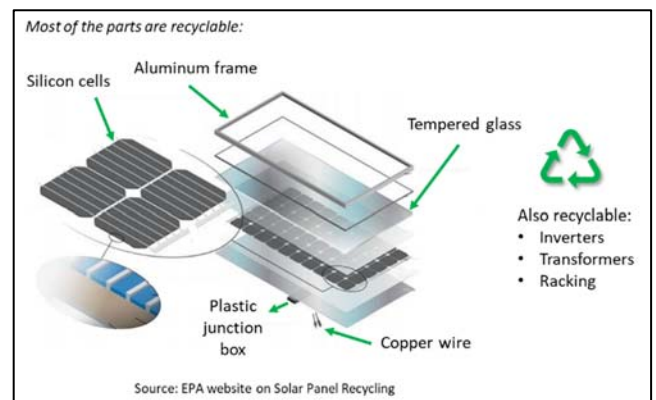 Most of the parts are recyclable:
Aluminum frame
Silicon cells
Tempered glass
Also recyclable:
• Inverters
• Transformers
• Racking
Plastic
junction
box
Copper wire
Source: EPA website on Solar Panel Recycling